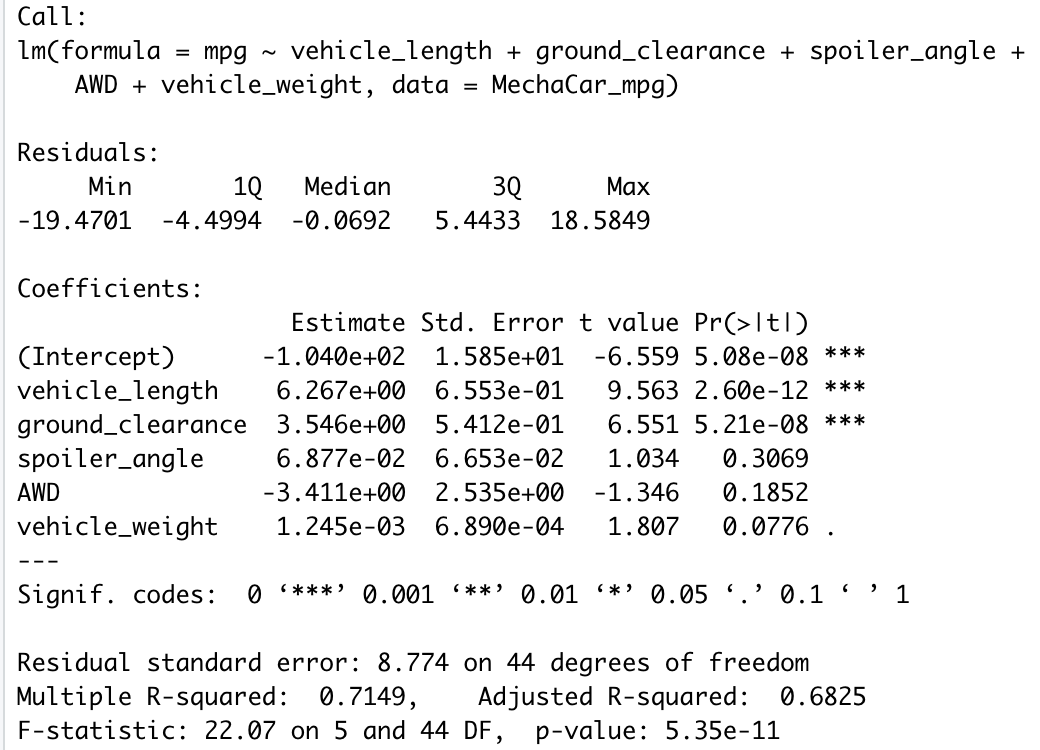 Call:
lm(formula = mpg ~ vehicle_length + ground_clearance + spoiler_angle +
    AWD + vehicle_weight, data = MechaCar_mpg)

Residuals:
     Min       1Q   Median       3Q      Max
-19.4701  -4.4994  -0.0692   5.4433  18.5849

Coefficients:
                   Estimate Std. Error t value Pr(>|t|)
(Intercept)      -1.040e+02  1.585e+01  -6.559 5.08e-08 ***
vehicle_length    6.267e+00  6.553e-01   9.563 2.60e-12 ***
ground_clearance  3.546e+00  5.412e-01   6.551 5.21e-08 ***
spoiler_angle     6.877e-02  6.653e-02   1.034   0.3069
AWD              -3.411e+00  2.535e+00  -1.346   0.1852
vehicle_weight    1.245e-03  6.890e-04   1.807   0.0776 .
---
Signif. codes:  0 ‘***’ 0.001 ‘**’ 0.01 ‘*’ 0.05 ‘.’ 0.1 ‘ ’ 1

Residual standard error: 8.774 on 44 degrees of freedom
Multiple R-squared:  0.7149,    Adjusted R-squared:  0.6825
F-statistic: 22.07 on 5 and 44 DF,  p-value: 5.35e-11